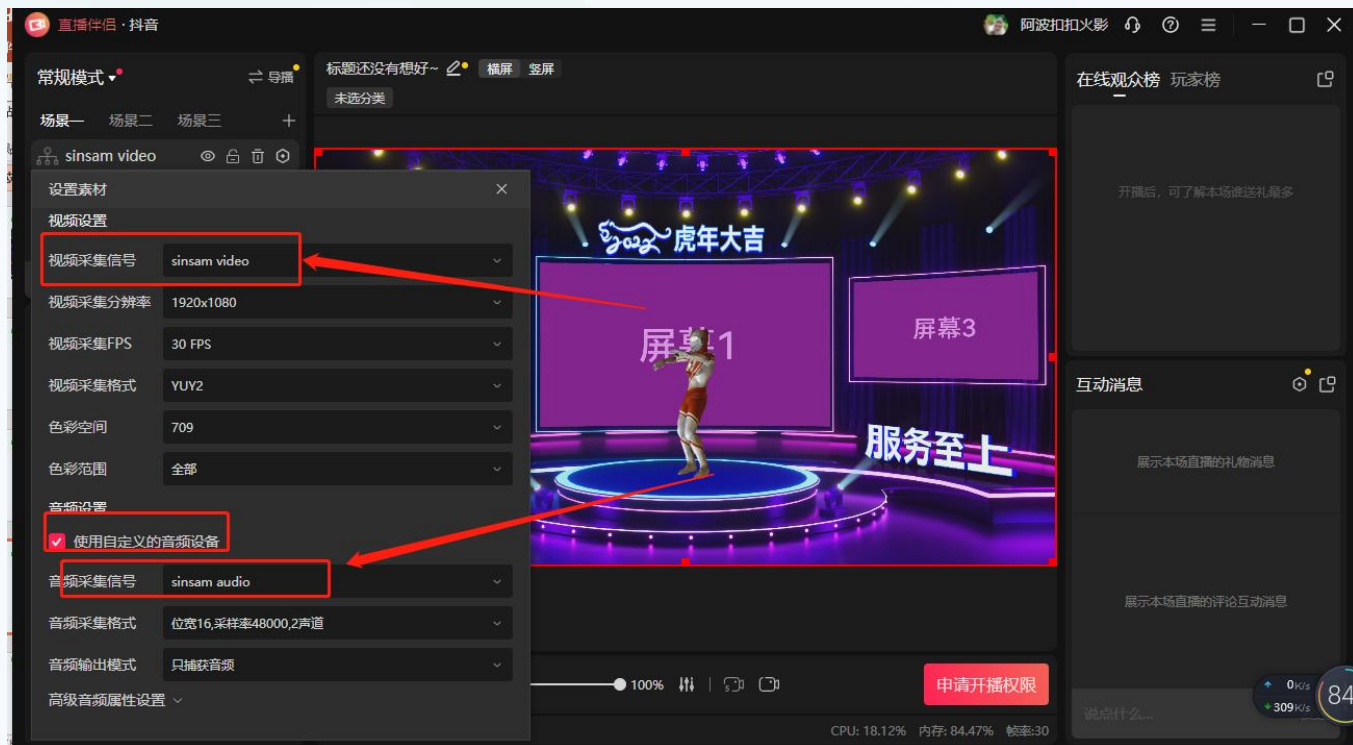 直播伴侣 · 抖音
阿波扣扣火影
常规模式
导播
场景一 场景二 场景三
sinsam video
标题还没有想好~
横屏 竖屏
未选分类
设置素材
视频设置
视频采集信号 sinsam video
视频采集分辨率 1920x1080
视频采集FPS 30 FPS
视频采集格式 YUY2
色彩空间 709
色彩范围 全部
音频设置
使用自定义的音频设备
音频采集信号 sinsam audio
音频采集格式 位宽16,采样率48000,2声道
音频输出模式 只捕获音频
高级音频属性设置
2022 虎年大吉
屏幕1
屏幕3
服务至上
100%
申请开播权限
CPU: 18.12% 内存: 84.47% 帧率:30
在线观众榜 玩家榜
开播后，可了解本场谁送礼最多
互动消息
展示本场直播的礼物消息
展示本场直播的评论互动消息
说点什么...
0K/s
309K/s
84